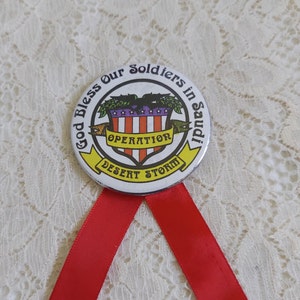 God Bless Our Soldiers in Saudi
OPERATION
DESERT STORM